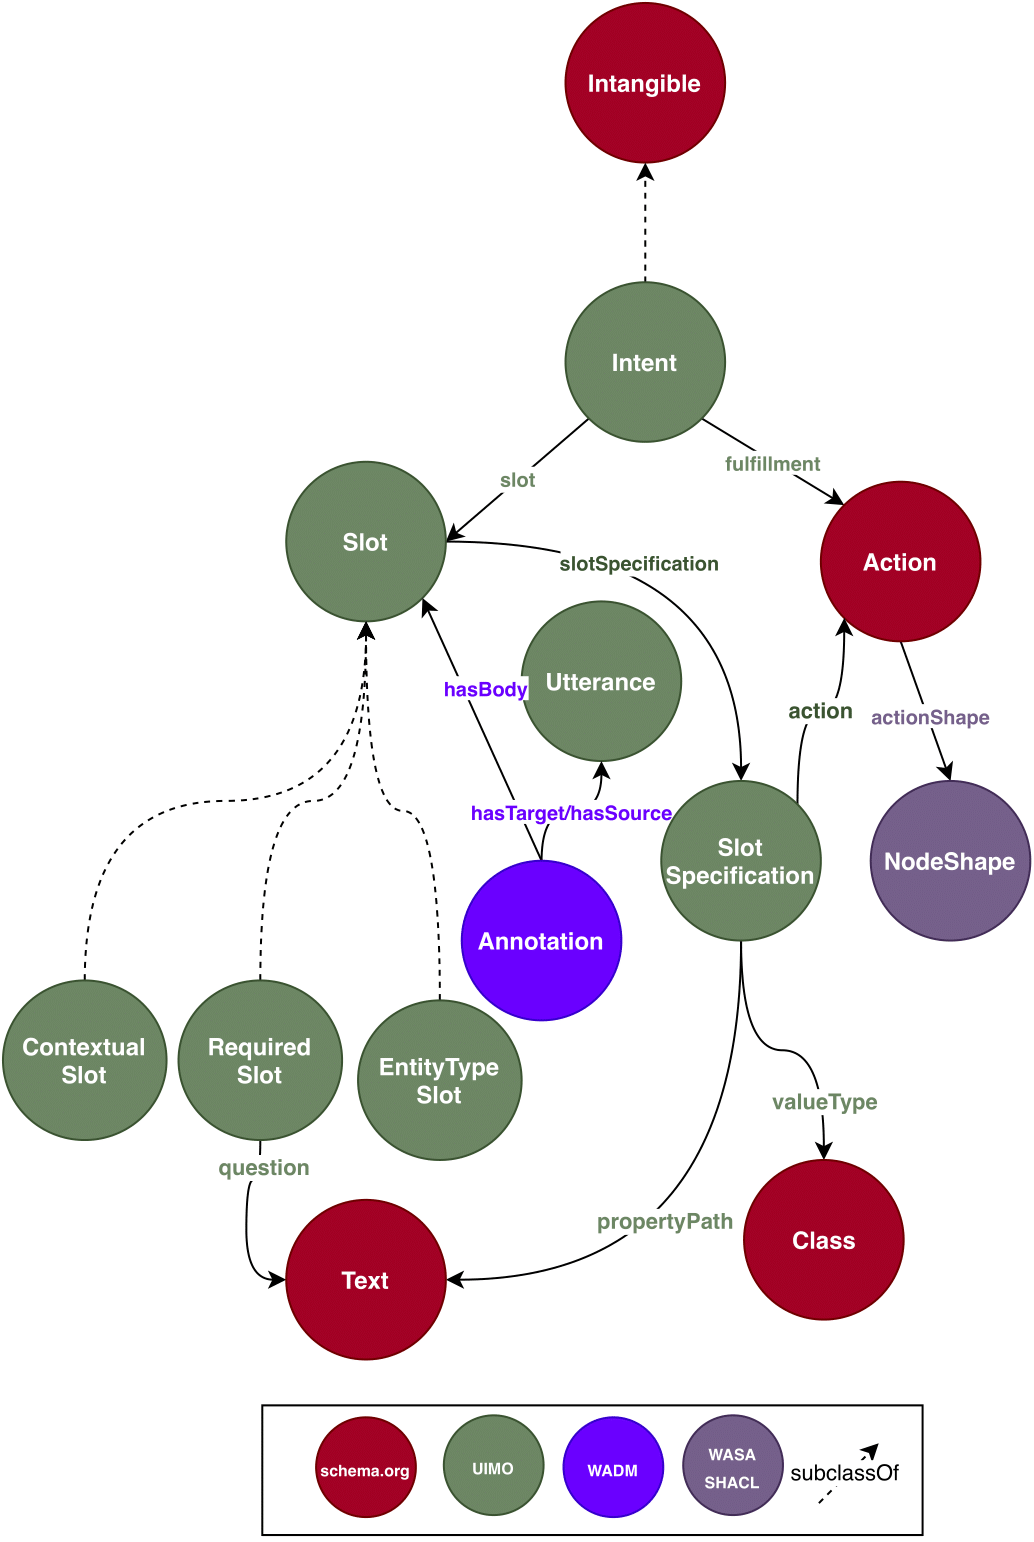 Intangible
Intent
fulfillment
slot
Slot
slotSpecification
Action
Utterance
hasBody
action
actionShape
hasTarget/hasSource
Slot
Specification
NodeShape
Annotation
Contextual
Slot
Required
Slot
EntityType
Slot
valueType
question
propertyPath
Class
Text
schema.org
UIMO
WADM
WASA
SHACL
subclassOf